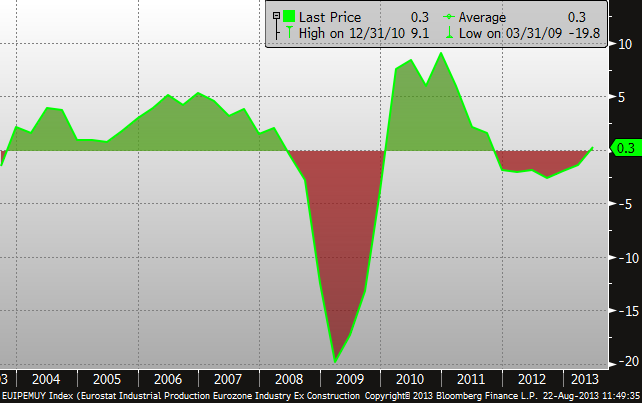 Last Price 0.3 Average 0.3
High on 12/31/10 9.1 Low on 03/31/09 -19.8
10
5
0.3
-5
-10
-15
-20
03 2004 2005 2006 2007 2008 2009 2010 2011 2012 2013
EUIPEMUY Index (Eurostat Industrial Production Eurozone Industry Ex Construction Copyright© 2013 Bloomberg Finance L.P. 22-Aug-2013 11:49:35